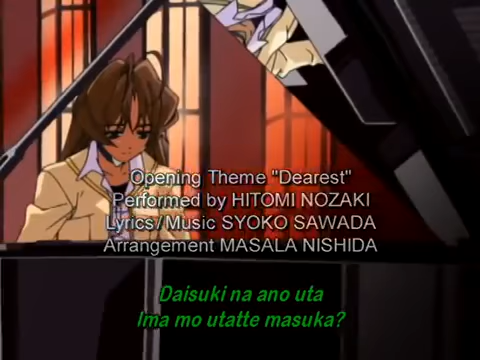 Opening Theme "Dearest"
Performed by HITOMI NOZAKI
Lyrics/Music SYOKO SAWADA
Arrangement MASALA NISHIDA
Daisuki na ano uta
Ima mo utatte masuka?